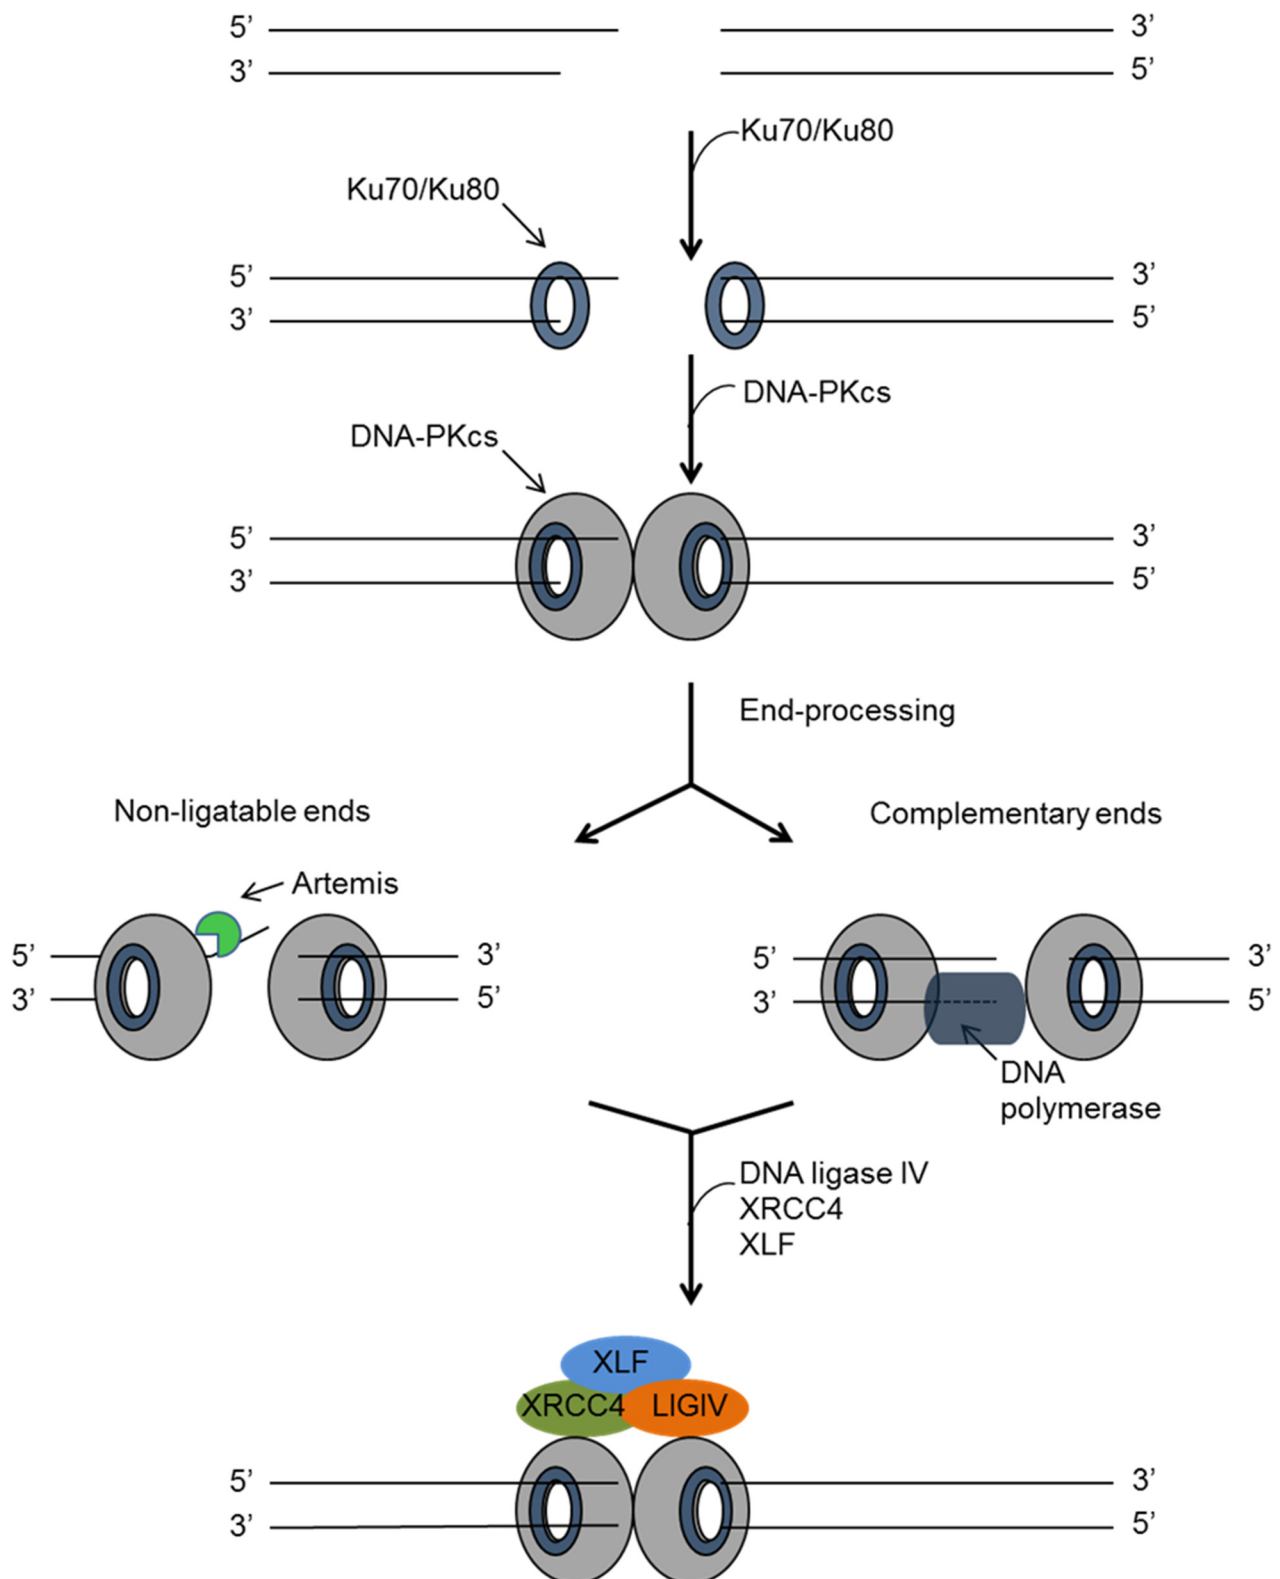 5’ 3’
3’ 5’
Ku70/Ku80
Ku70/Ku80
5’ 3’
3’ 5’
DNA-PKcs
DNA-PKcs
5’ 3’
3’ 5’
End-processing
Non-ligatable ends
Complementary ends
Artemis
5’ 3’
3’ 5’
5’ 3’
3’ 5’
DNA
polymerase
DNA ligase IV
XRCC4
XLF
XLF
XRCC4 LIGIV
5’ 3’
3’ 5’